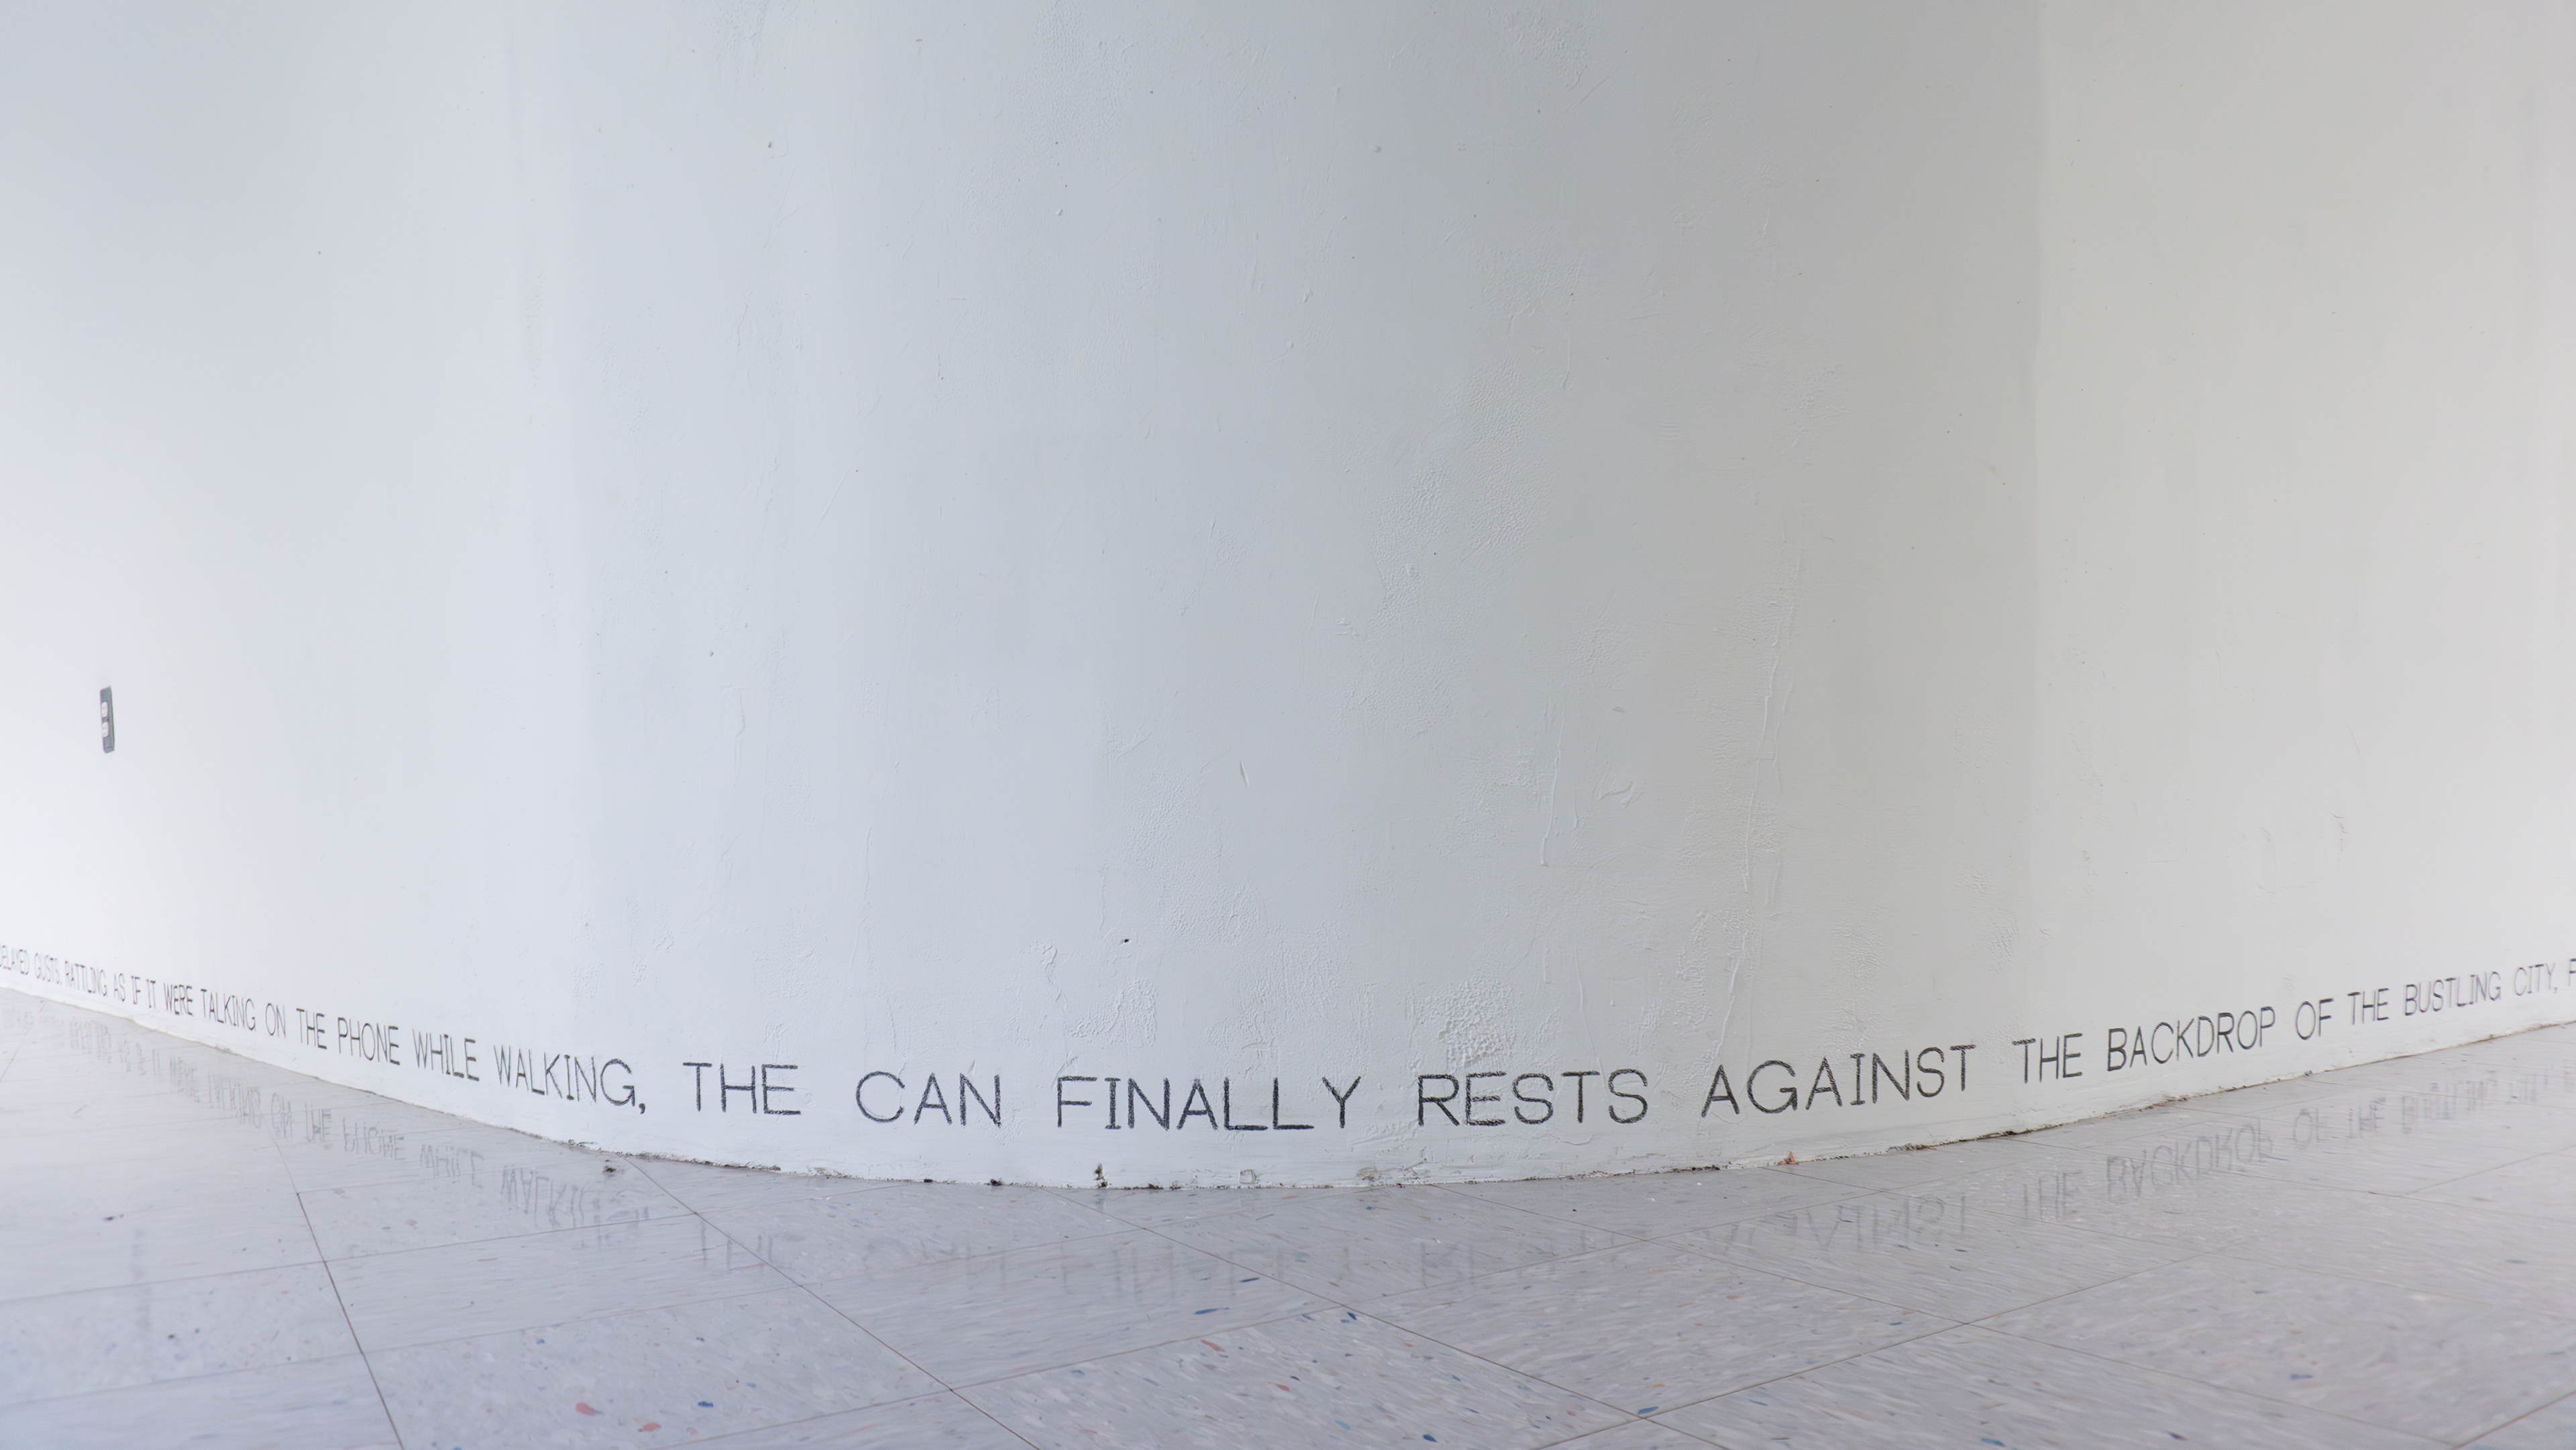 DELAYED GUSTS. RATTLING AS IF IT WERE TALKING ON THE PHONE WHILE WALKING, THE CAN FINALLY RESTS AGAINST THE BACKDROP OF THE BUSTLING CITY, F